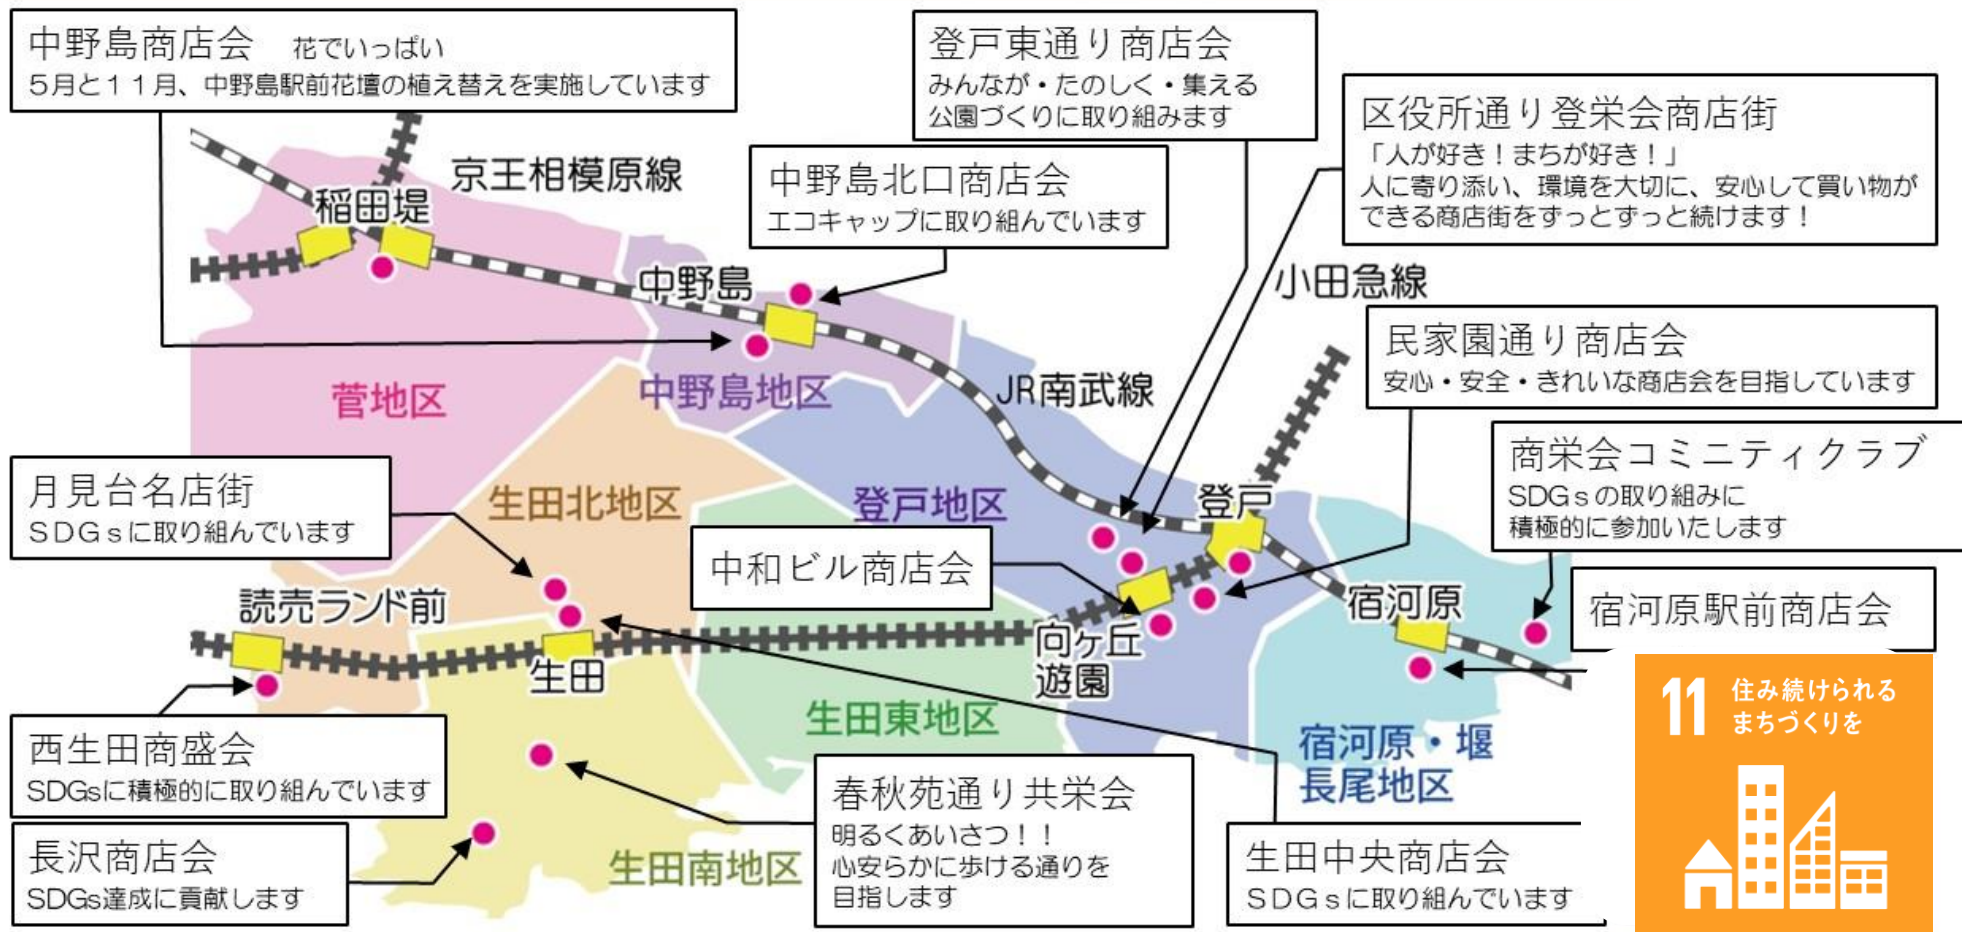 中野島商店会　花でいっぱい
５月と１１月、中野島駅前花壇の植え替えを実施しています
登戸東通り商店会
みんなが・たのしく・集える
公園づくりに取り組みます
区役所通り登栄会商店街
「人が好き！まちが好き！」
人に寄り添い、環境を大切に、安心して買い物が
できる商店街をずっとずっと続けます！
中野島北口商店会
エコキャップに取り組んでいます
京王相模原線
稲田堤
中野島
小田急線
民家園通り商店会
安心・安全・きれいな商店会を目指しています
菅地区
中野島地区
JR南武線
商栄会コミニティクラブ
SDGｓの取り組みに
積極的に参加いたします
月見台名店街
ＳＤＧｓに取り組んでいます
生田北地区
登戸地区
登戸
中和ビル商店会
宿河原駅前商店会
読売ランド前
宿河原
生田
向ヶ丘
遊園
生田東地区
西生田商盛会
SDGsに積極的に取り組んでいます
宿河原・堰
長尾地区
11 住み続けられる
まちづくりを
春秋苑通り共栄会
明るくあいさつ！！
心安らかに歩ける通りを
目指します
長沢商店会
SDGs達成に貢献します
生田南地区
生田中央商店会
ＳＤＧｓに取り組んでいます